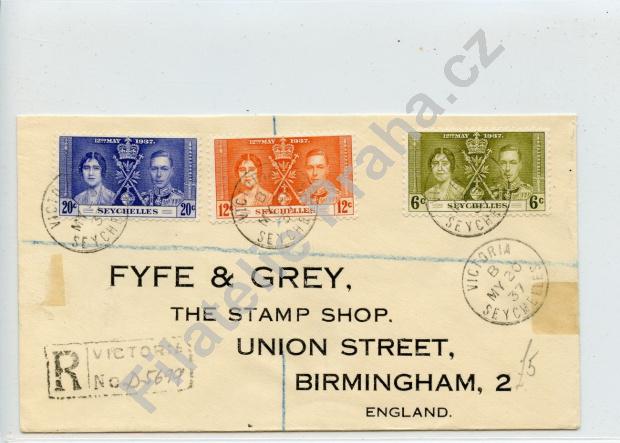 12TH MAY 1937.
20c SEYCHELLES 20c
12TH MAY 1937.
12c SEYCHELLES 12c
12TH MAY 1937.
6c SEYCHELLES 6c
VICTORIA
B
MY 20
37
SEYCHELLES
FYFE & GREY,
THE STAMP SHOP.
UNION STREET,
BIRMINGHAM, 2
ENGLAND.
R
VICTORIA
No.
£5
Filatelie Praha.cz